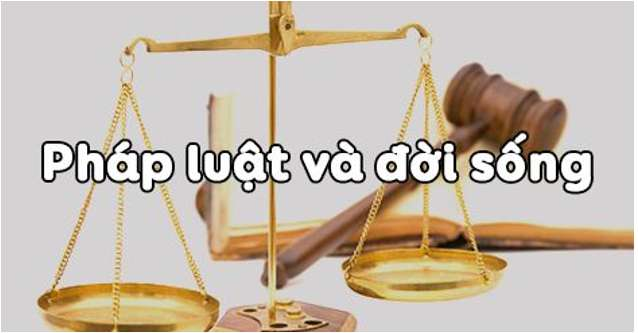 Pháp luật và đời sống